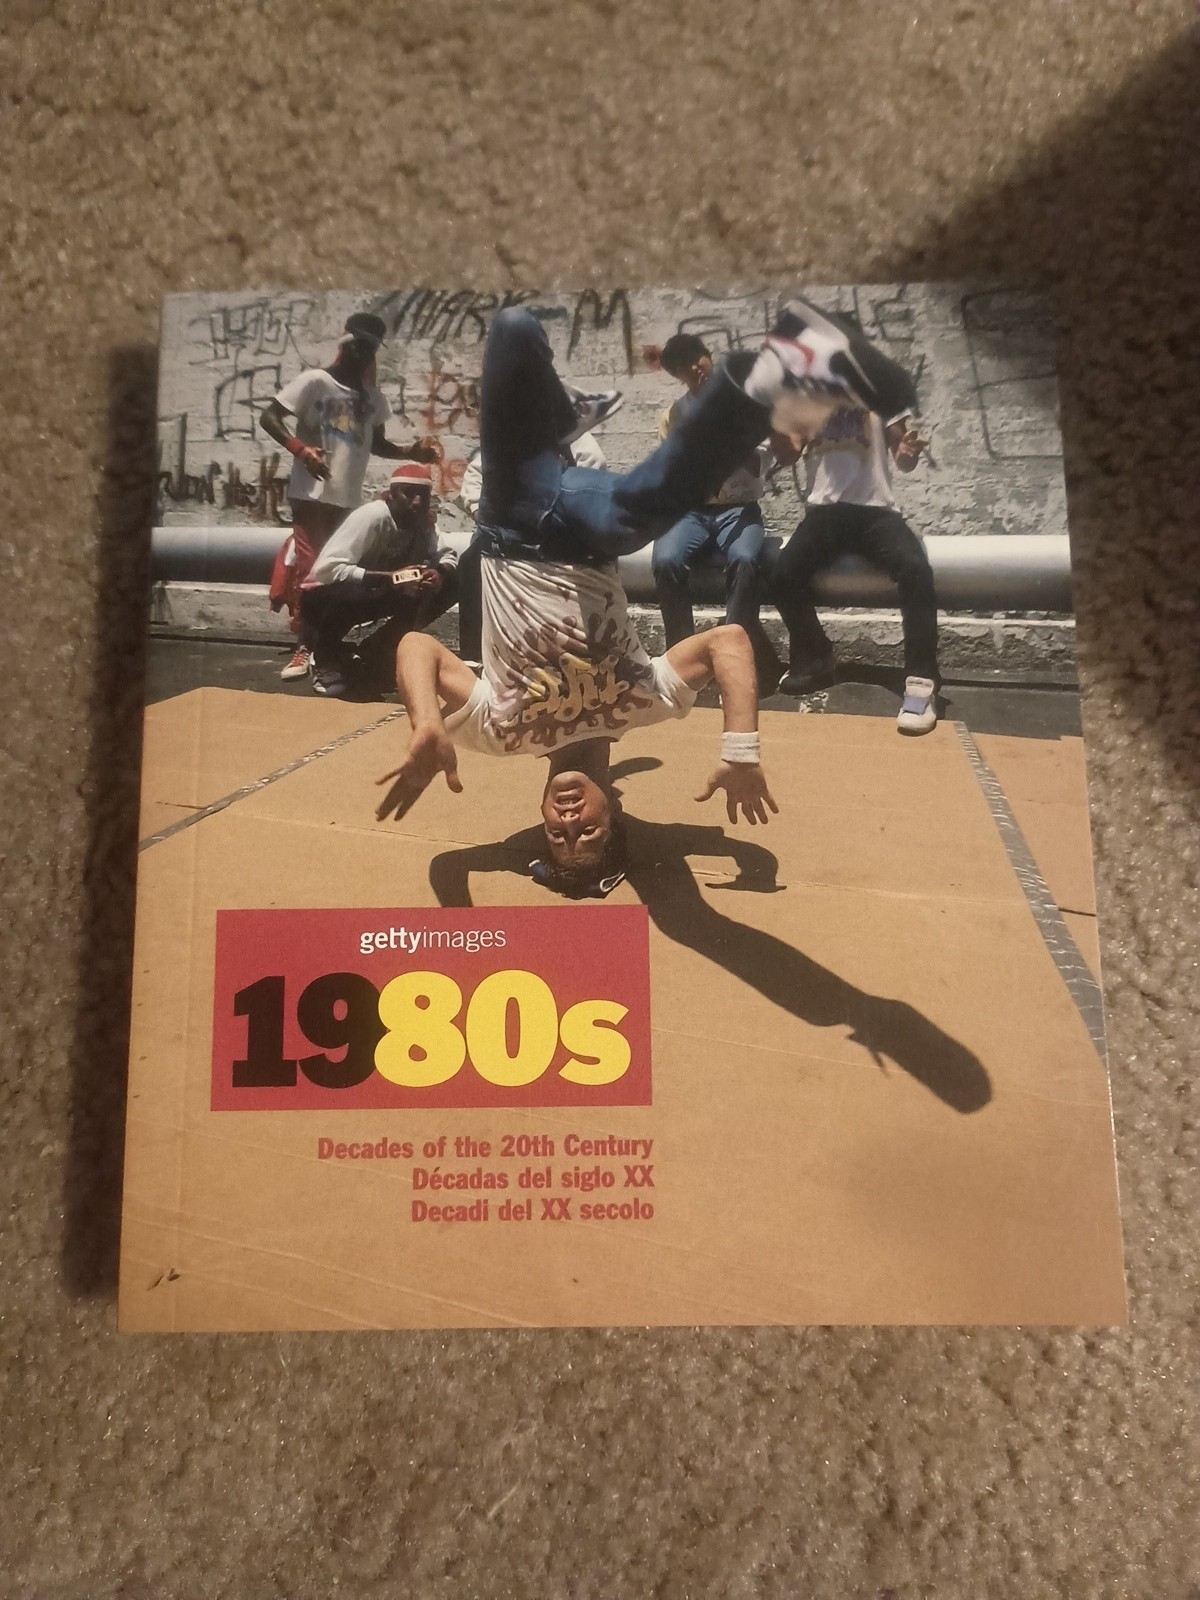 gettyimages
1980s
Decades of the 20th Century
Décadas del siglo XX
Decadi del XX secolo